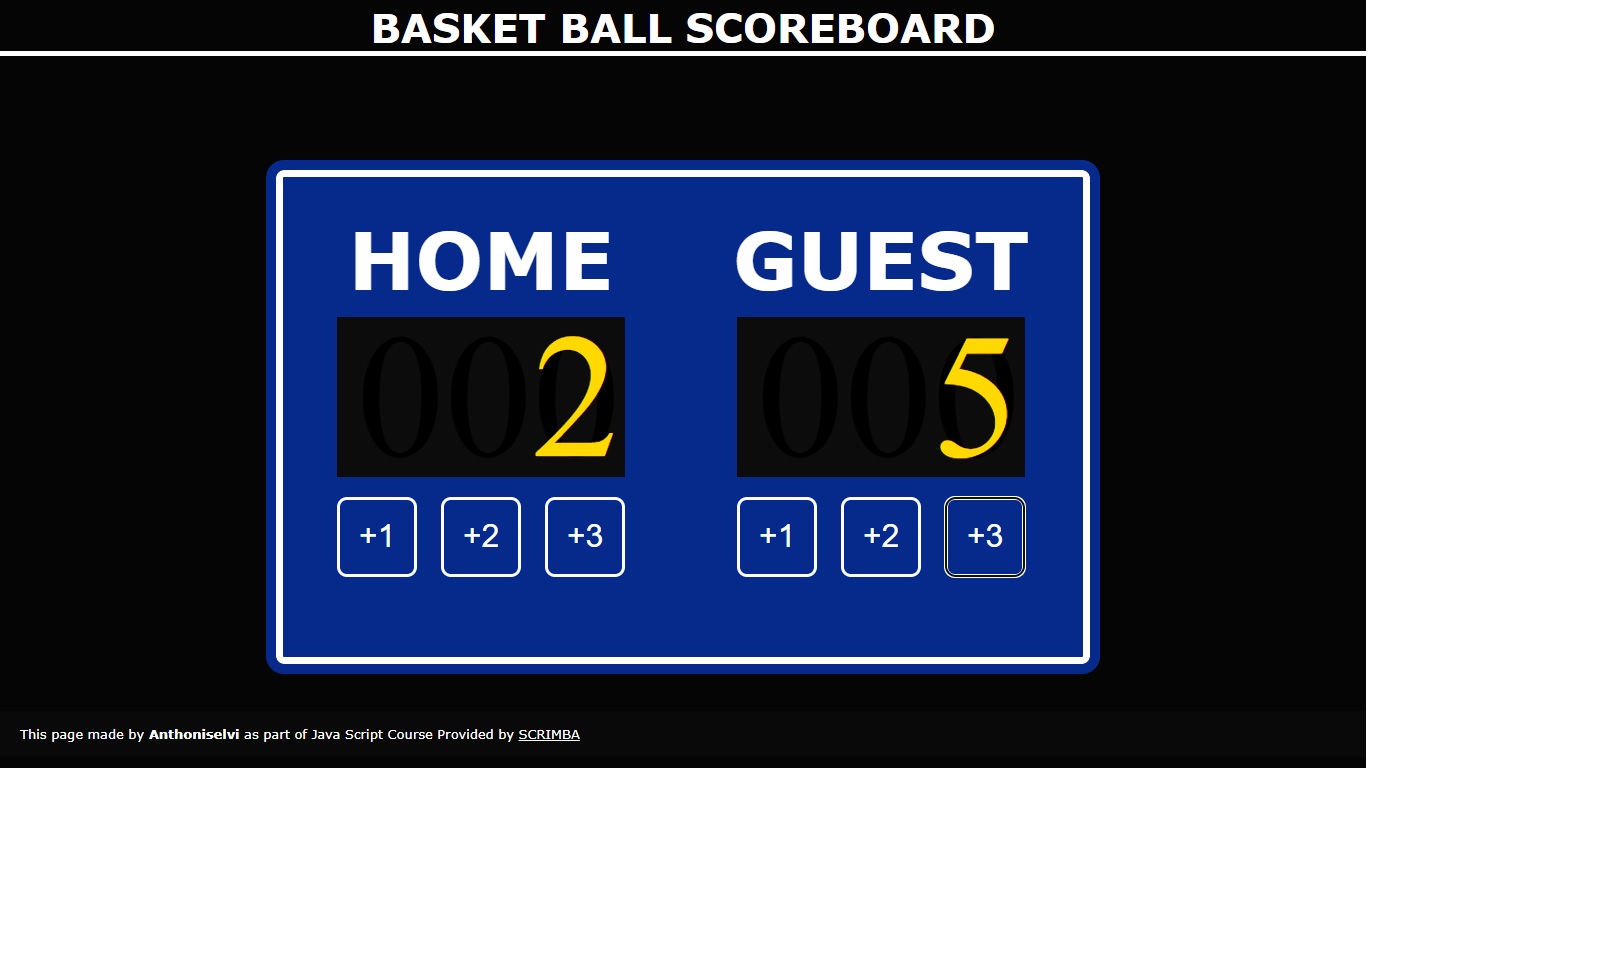 BASKET BALL SCOREBOARD
HOME GUEST
2 5
+1 +2 +3 +1 +2 +3
This page made by Anthoniselvi as part of Java Script Course Provided by SCRIMBA